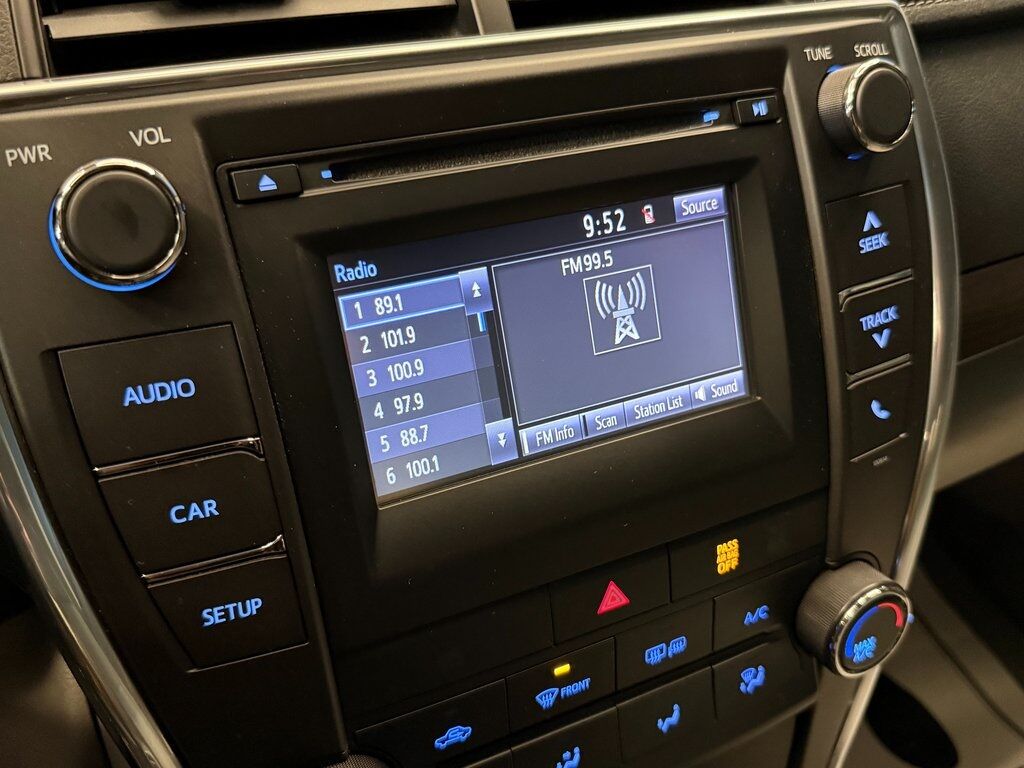 TUNE SCROLL
PWR VOL
9:52 Source
Radio
FM99.5
1 89.1
2 101.9
3 100.9
4 97.9
5 88.7
6 100.1
FM Info Scan Station List Sound
AUDIO
CAR
SETUP
SEEK
TRACK
PASS
AIR BAG
OFF
A/C
FRONT
MAX
A/C